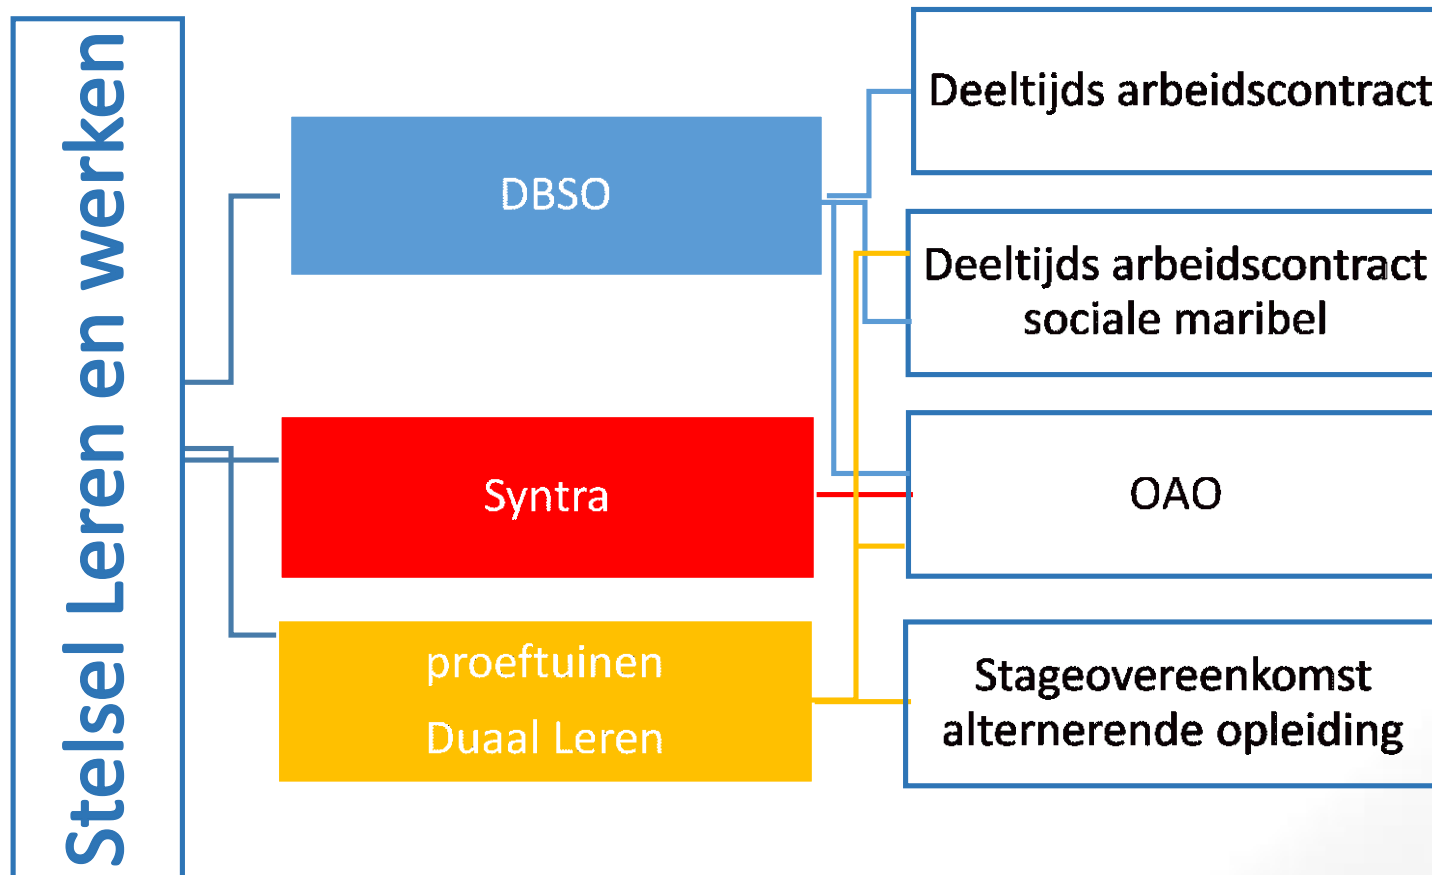 Stelsel Leren en werken
DBSO
Syntra
proeftuinen
Duaal Leren
Deeltijds arbeidscontract
Deeltijds arbeidscontract
sociale maribel
OAO
Stageovereenkomst
alternerende opleiding